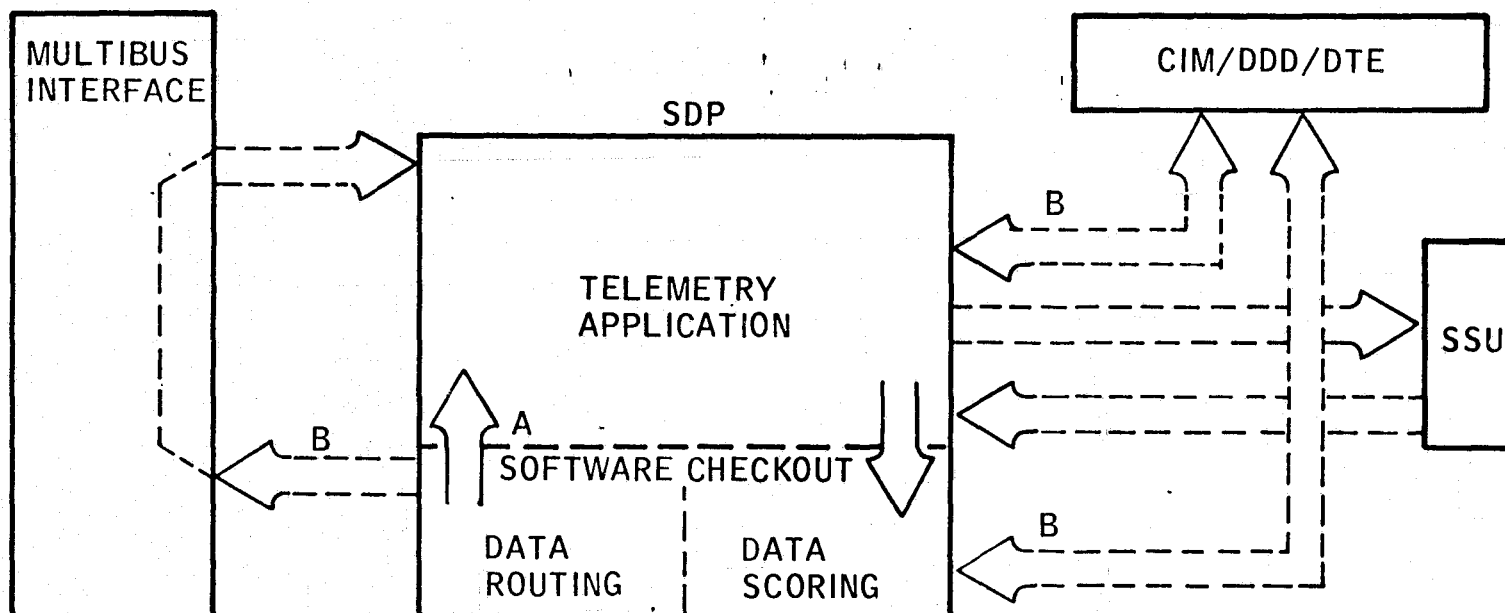 MULTIBUS
INTERFACE
SDP
CIM/DDD/DTE
B
TELEMETRY
APPLICATION
SSU
A
B
SOFTWARE CHECKOUT
DATA
ROUTING
DATA
SCORING
B